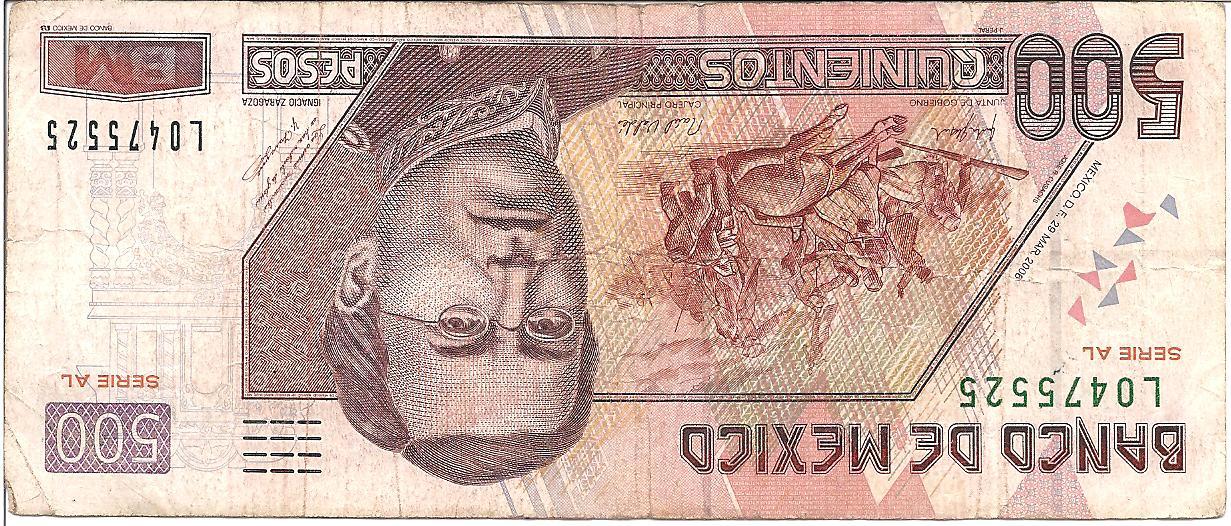 BANCO DE MEXICO
500
L0475525
SERIE AL
SERIE AL
MEXICO D.F. 29 MAR. 2006
L0475525
JUNTA DE GOBIERNO
CAJERO PRINCIPAL
IGNACIO ZARAGOZA
500 QUINIENTOS PESOS
BM
J.PERAL
BANCO DE MEXICO